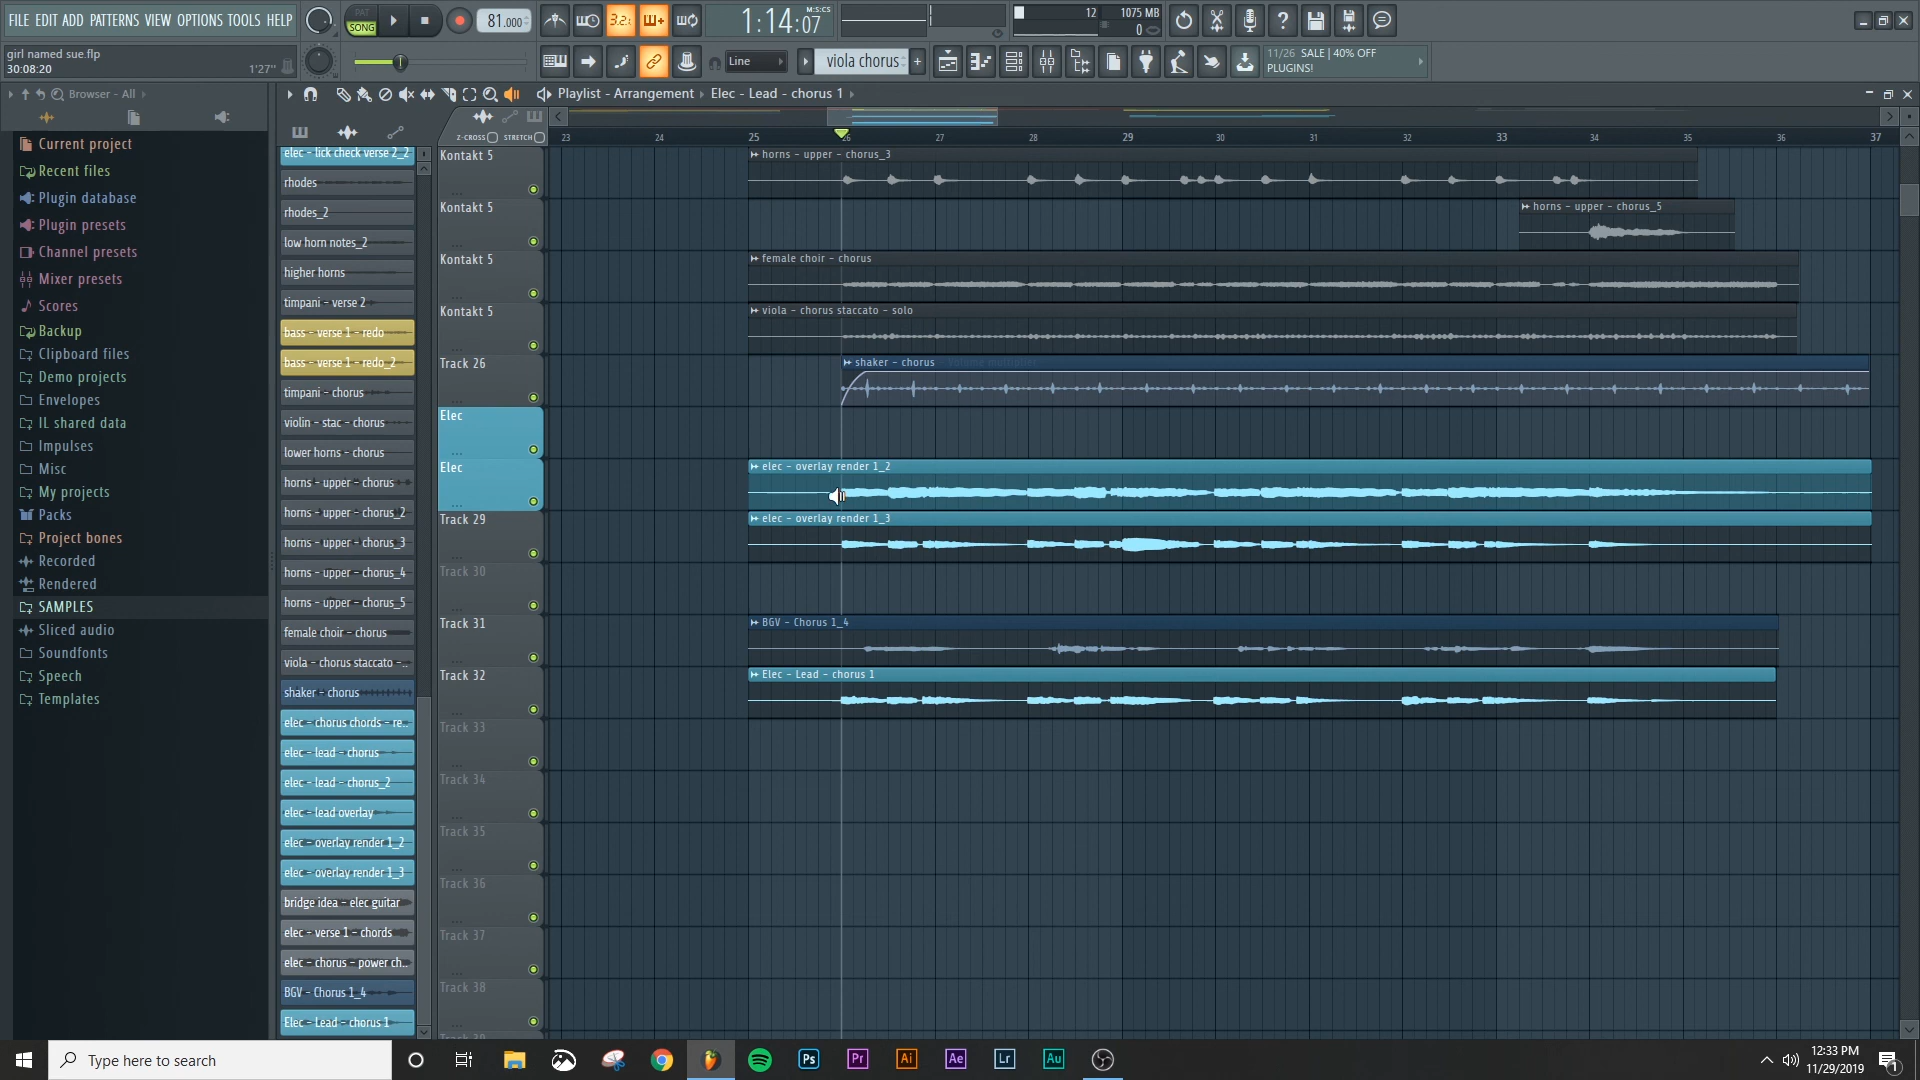 FILE EDIT ADD PATTERNS VIEW OPTIONS TOOLS HELP
PAT
SONG
81.000
3.2.
1:14:07
M:S:CS
12
1075 MB
0
girl named sue.flp
30:08:20
1'27"
Line
viola chorus
11/26 SALE | 40% OFF
PLUGINS!
Browser - All
Playlist - Arrangement
Elec - Lead - chorus 1
Z-CROSS
STRETCH
23
24
25
26
27
28
29
30
31
32
33
34
35
36
37
Current project
Recent files
Plugin database
Plugin presets
Channel presets
Mixer presets
Scores
Backup
Clipboard files
Demo projects
Envelopes
IL shared data
Impulses
Misc
My projects
Packs
Project bones
Recorded
Rendered
SAMPLES
Sliced audio
Soundfonts
Speech
Templates
elec - lick check verse 2_2
rhodes
rhodes_2
low horn notes_2
higher horns
timpani - verse 2
bass - verse 1 - redo
bass - verse 1 - redo_2
timpani - chorus
violin - stac - chorus
lower horns - chorus
horns - upper - chorus
horns - upper - chorus_2
horns - upper - chorus_3
horns - upper - chorus_4
horns - upper - chorus_5
female choir - chorus
viola - chorus staccato -..
shaker - chorus
elec - chorus chords - re..
elec - lead - chorus
elec - lead - chorus_2
elec - lead overlay
elec - overlay render 1_2
elec - overlay render 1_3
bridge idea - elec guitar
elec - verse 1 - chords
elec - chorus - power ch..
BGV - Chorus 1_4
Elec - Lead - chorus 1
Kontakt 5
horns - upper - chorus_3
Kontakt 5
horns - upper - chorus_5
Kontakt 5
female choir - chorus
Kontakt 5
viola - chorus staccato - solo
Track 26
shaker - chorus
Elec
Elec
elec - overlay render 1_2
Track 29
elec - overlay render 1_3
Track 30
Track 31
BGV - Chorus 1_4
Track 32
Elec - Lead - chorus 1
Track 33
Track 34
Track 35
Track 36
Track 37
Track 38
Type here to search
Ps
Pr
Ai
Ae
Lr
Au
12:33 PM
11/29/2019
1